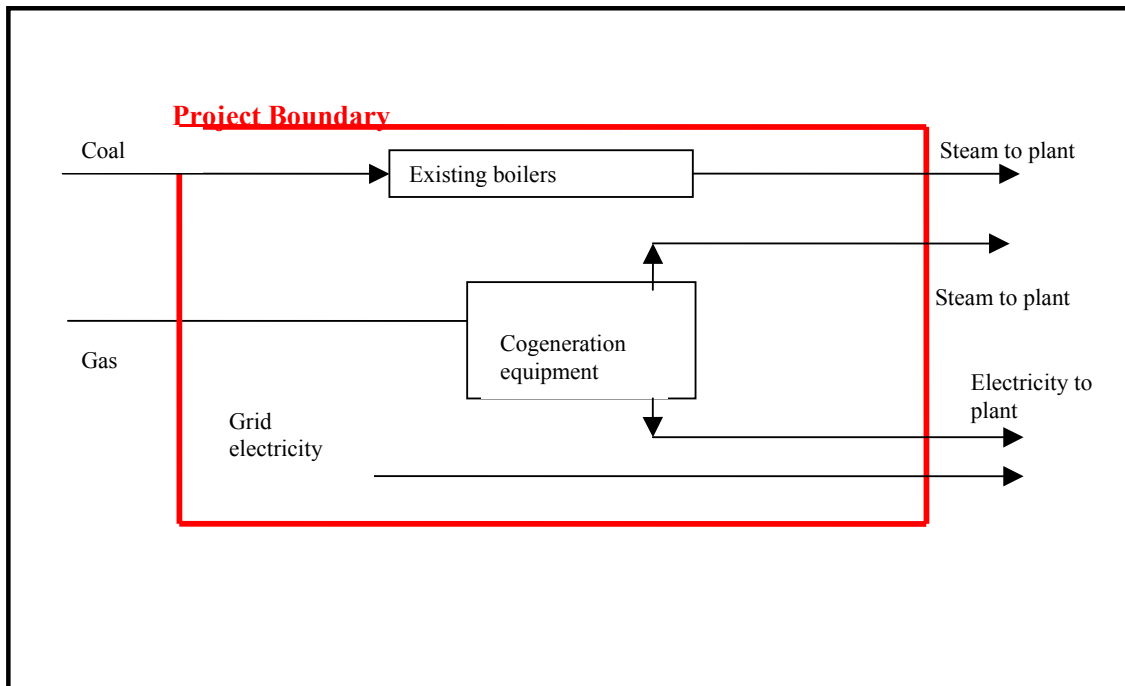 Project Boundary
Coal
Steam to plant
Existing boilers
Steam to plant
Gas
Cogeneration
equipment
Electricity to
plant
Grid
electricity